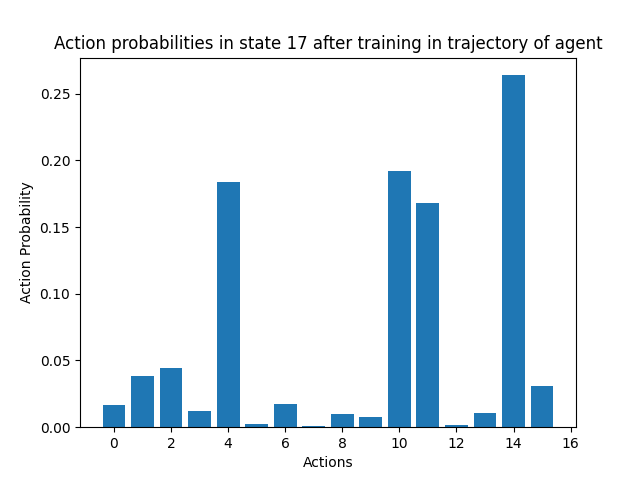 Action probabilities in state 17 after training in trajectory of agent
0.25
0.20
0.15
0.10
0.05
0.00
Action Probability
0 2 4 6 8 10 12 14 16
Actions